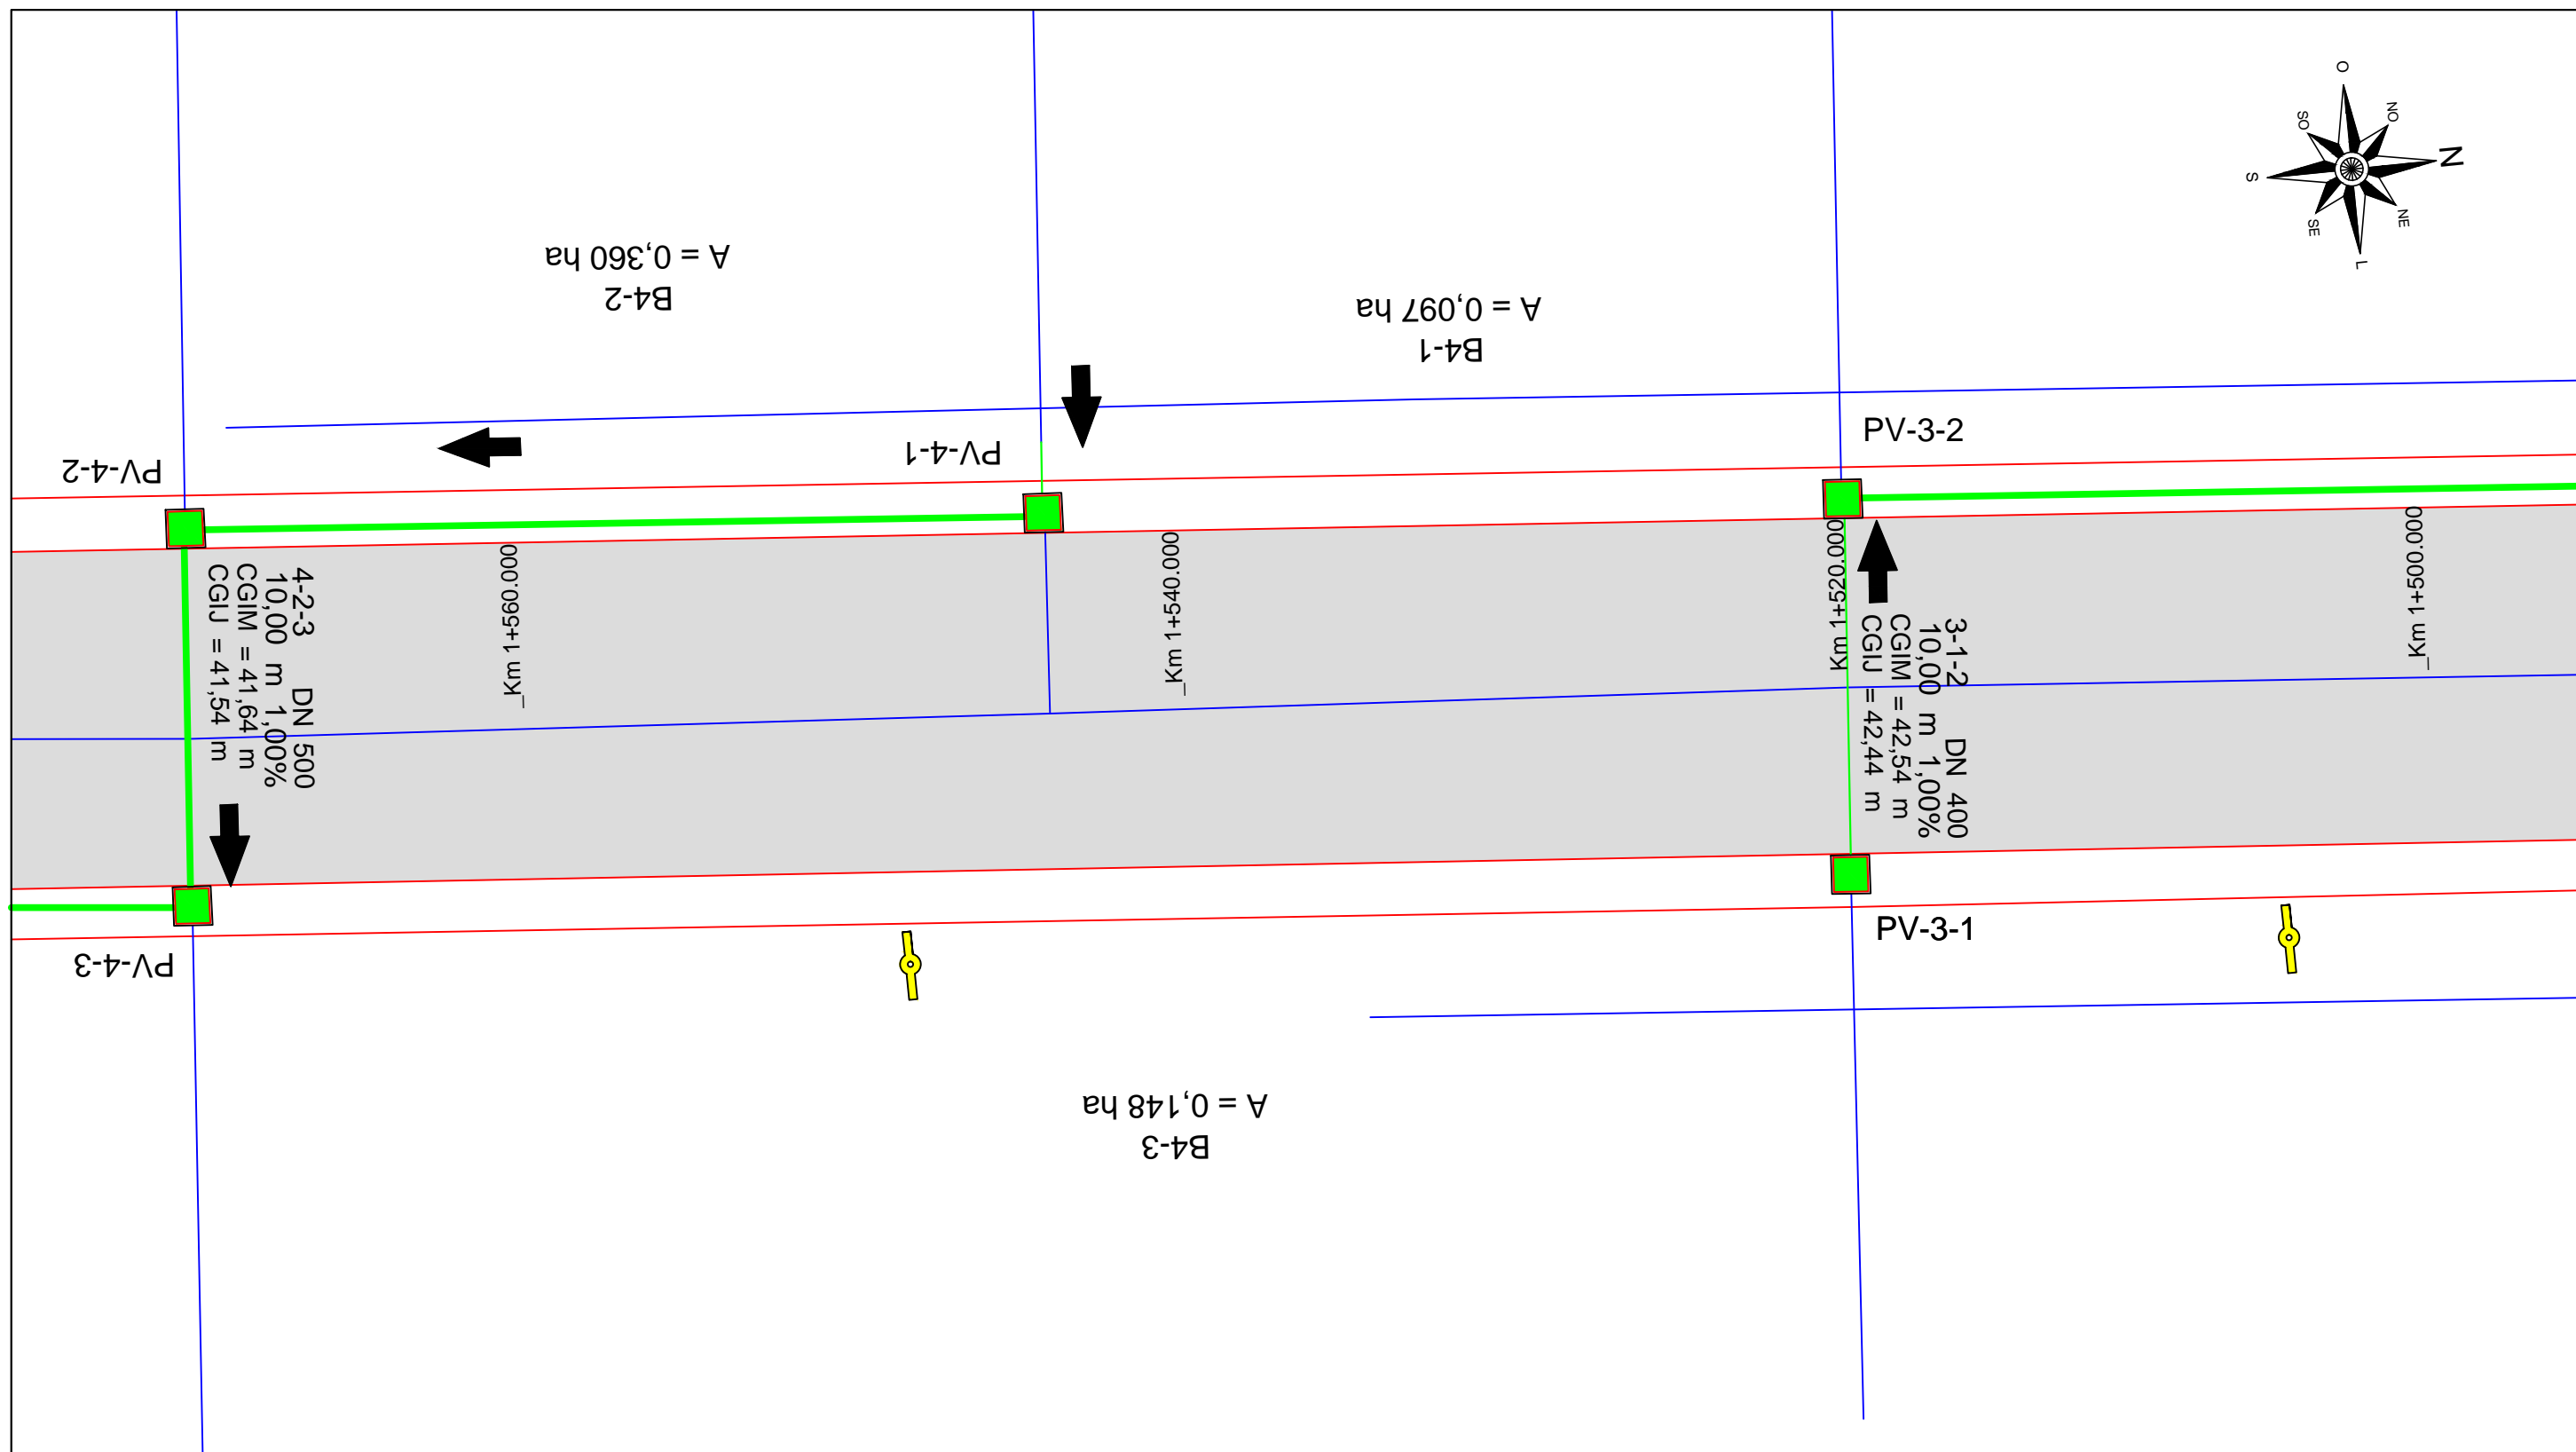 O
NO
N
NE
L
SE
S
SO
A = 0,360 ha
B4-2
A = 0,097 ha
B4-1
PV-4-2
PV-4-1
PV-3-2
4-2-3 DN 500
10,00 m 1,00%
CGIM = 41,64 m
CGIJ = 41,54 m
_Km 1+560.000
_Km 1+540.000
Km 1+520.000
3-1-2 DN 400
10,00 m 1,00%
CGIM = 42,54 m
CGIJ = 42,44 m
_Km 1+500.000
PV-4-3
PV-3-1
A = 0,148 ha
B4-3